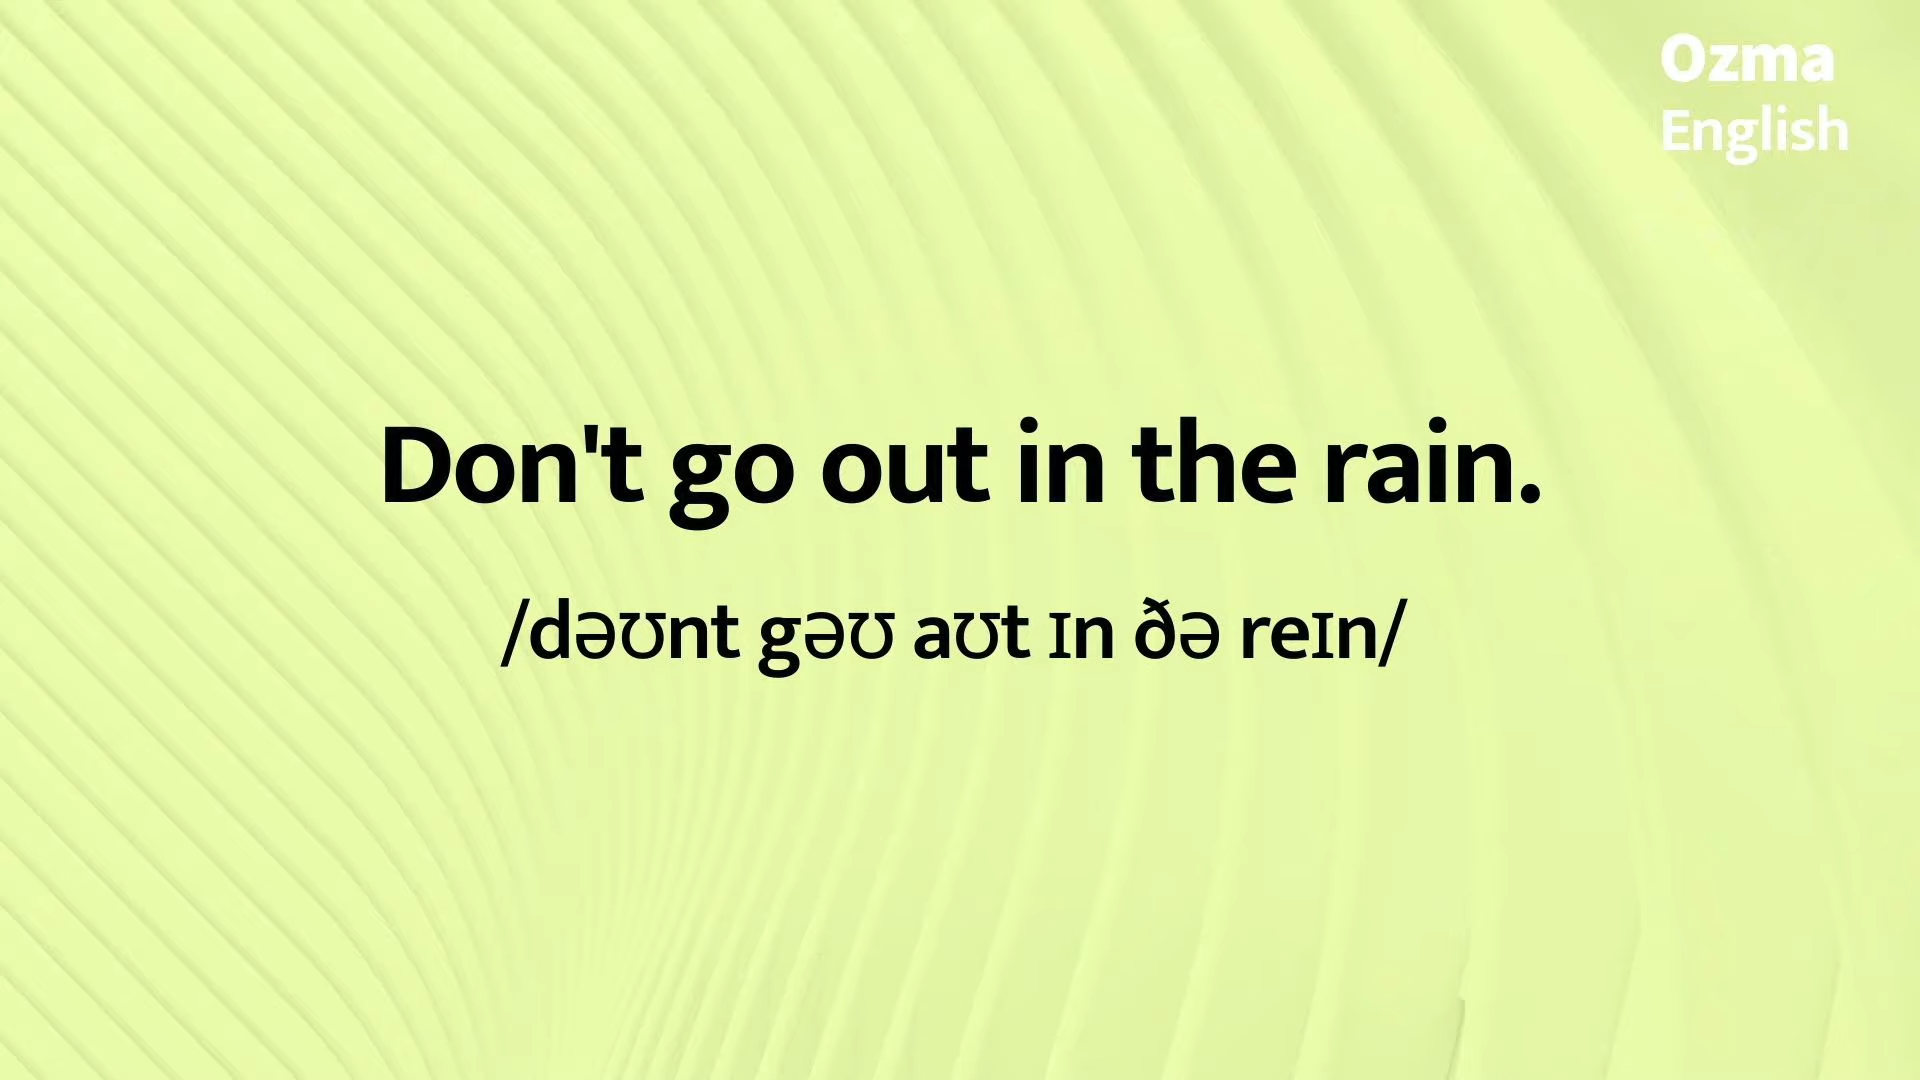 Ozma
English
Don't go out in the rain.
/dəʊnt gəʊ aʊt ɪn ðə reɪn/